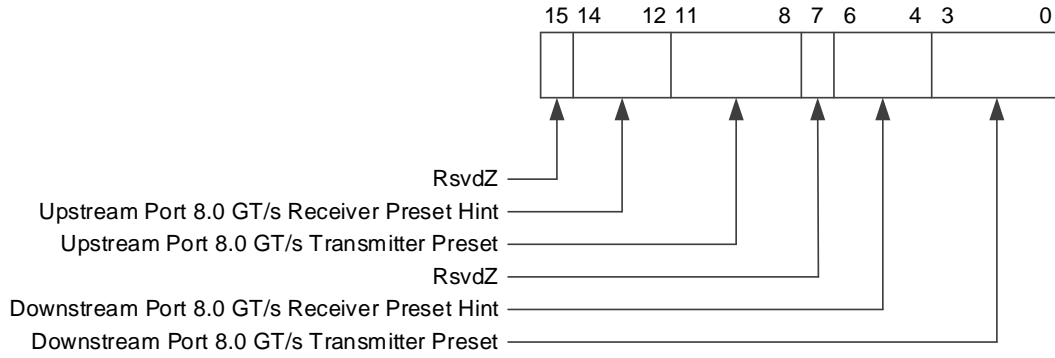 15 14 12 11 8 7 6 4 3 0
RsvdZ
Upstream Port 8.0 GT/s Receiver Preset Hint
Upstream Port 8.0 GT/s Transmitter Preset
RsvdZ
Downstream Port 8.0 GT/s Receiver Preset Hint
Downstream Port 8.0 GT/s Transmitter Preset